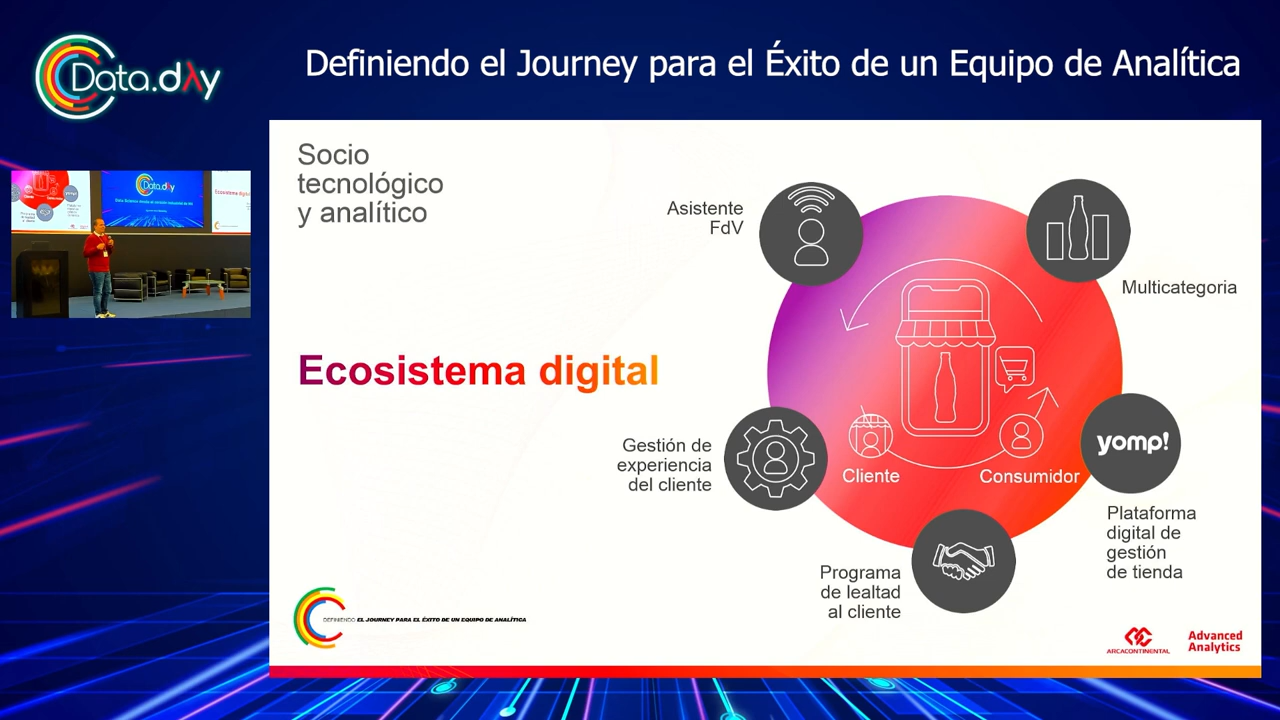 Data.dλy
Definiendo el Journey para el Éxito de un Equipo de Analítica
Socio
tecnológico
y analítico
Ecosistema digital
Asistente
FdV
Multicategoria
yomp!
Plataforma
digital de
gestión
de tienda
Programa
de lealtad
al cliente
Gestión de
experiencia
del cliente
Cliente
Consumidor
DEFINIENDO EL JOURNEY PARA EL ÉXITO DE UN EQUIPO DE ANALÍTICA
ARCACONTINENTAL
Advanced
Analytics